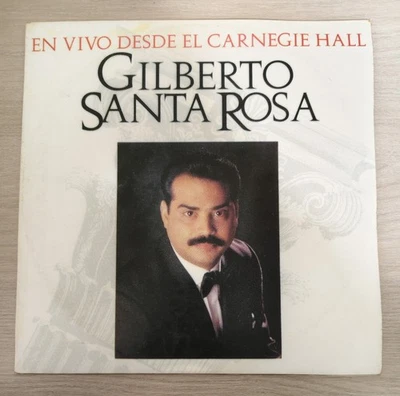 EN VIVO DESDE EL CARNEGIE HALL
GILBERTO
SANTA ROSA